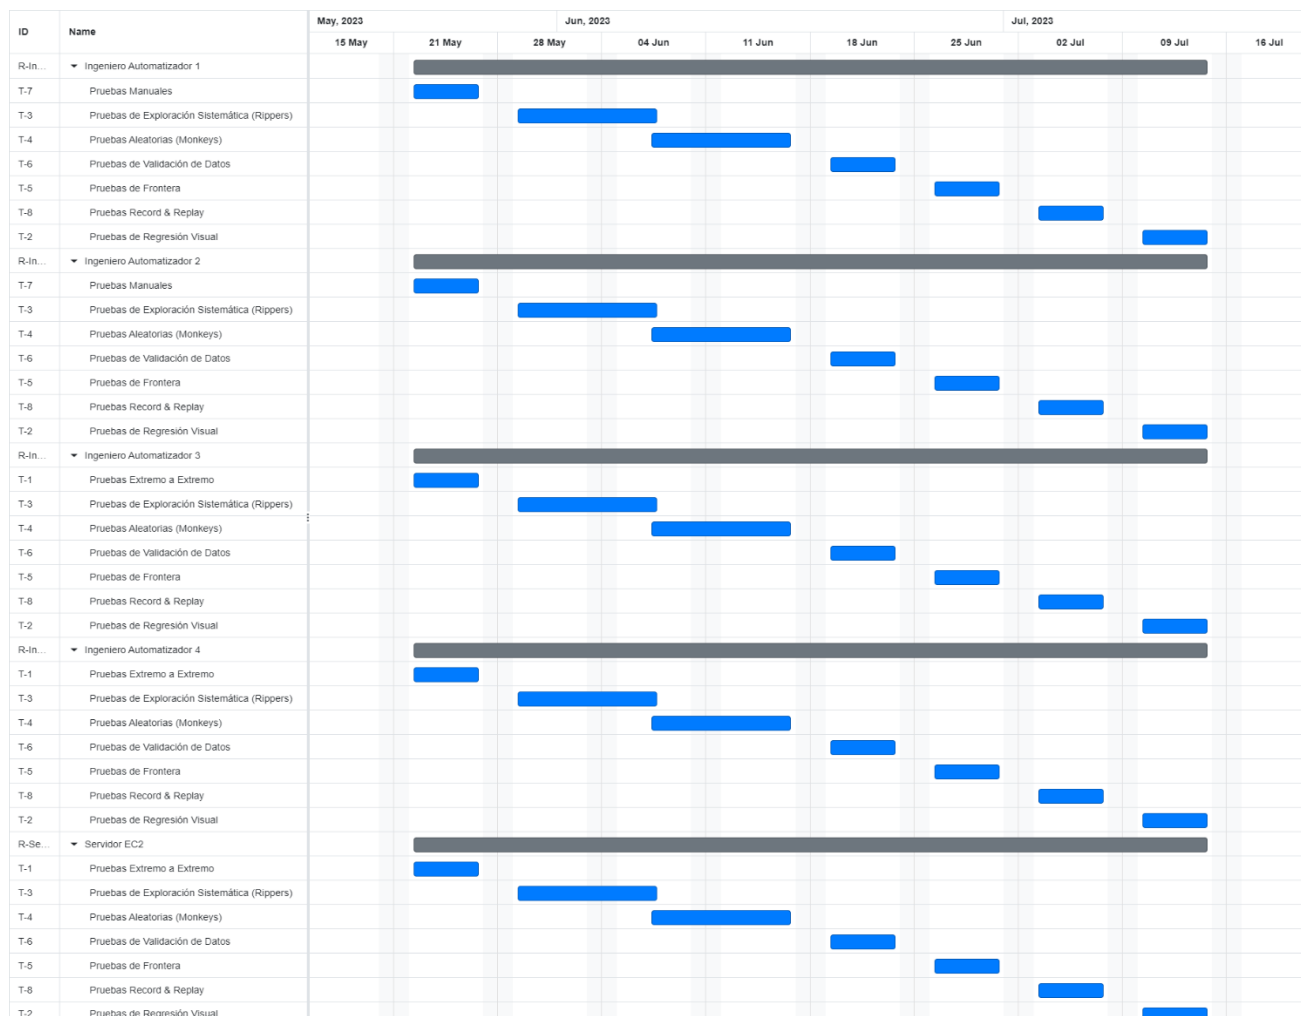 May, 2023 Jun, 2023 Jul, 2023
ID Name
15 May 21 May 28 May 04 Jun 11 Jun 18 Jun 25 Jun 02 Jul 09 Jul 16 Jul
R-In... Ingeniero Automatizador 1
T-7 Pruebas Manuales
T-3 Pruebas de Exploración Sistemática (Rippers)
T-4 Pruebas Aleatorias (Monkeys)
T-6 Pruebas de Validación de Datos
T-5 Pruebas de Frontera
T-8 Pruebas Record & Replay
T-2 Pruebas de Regresión Visual
R-In... Ingeniero Automatizador 2
T-7 Pruebas Manuales
T-3 Pruebas de Exploración Sistemática (Rippers)
T-4 Pruebas Aleatorias (Monkeys)
T-6 Pruebas de Validación de Datos
T-5 Pruebas de Frontera
T-8 Pruebas Record & Replay
T-2 Pruebas de Regresión Visual
R-In... Ingeniero Automatizador 3
T-1 Pruebas Extremo a Extremo
T-3 Pruebas de Exploración Sistemática (Rippers)
T-4 Pruebas Aleatorias (Monkeys)
T-6 Pruebas de Validación de Datos
T-5 Pruebas de Frontera
T-8 Pruebas Record & Replay
T-2 Pruebas de Regresión Visual
R-In... Ingeniero Automatizador 4
T-1 Pruebas Extremo a Extremo
T-3 Pruebas de Exploración Sistemática (Rippers)
T-4 Pruebas Aleatorias (Monkeys)
T-6 Pruebas de Validación de Datos
T-5 Pruebas de Frontera
T-8 Pruebas Record & Replay
T-2 Pruebas de Regresión Visual
R-Se... Servidor EC2
T-1 Pruebas Extremo a Extremo
T-3 Pruebas de Exploración Sistemática (Rippers)
T-4 Pruebas Aleatorias (Monkeys)
T-6 Pruebas de Validación de Datos
T-5 Pruebas de Frontera
T-8 Pruebas Record & Replay
T-2 Pruebas de Regresión Visual